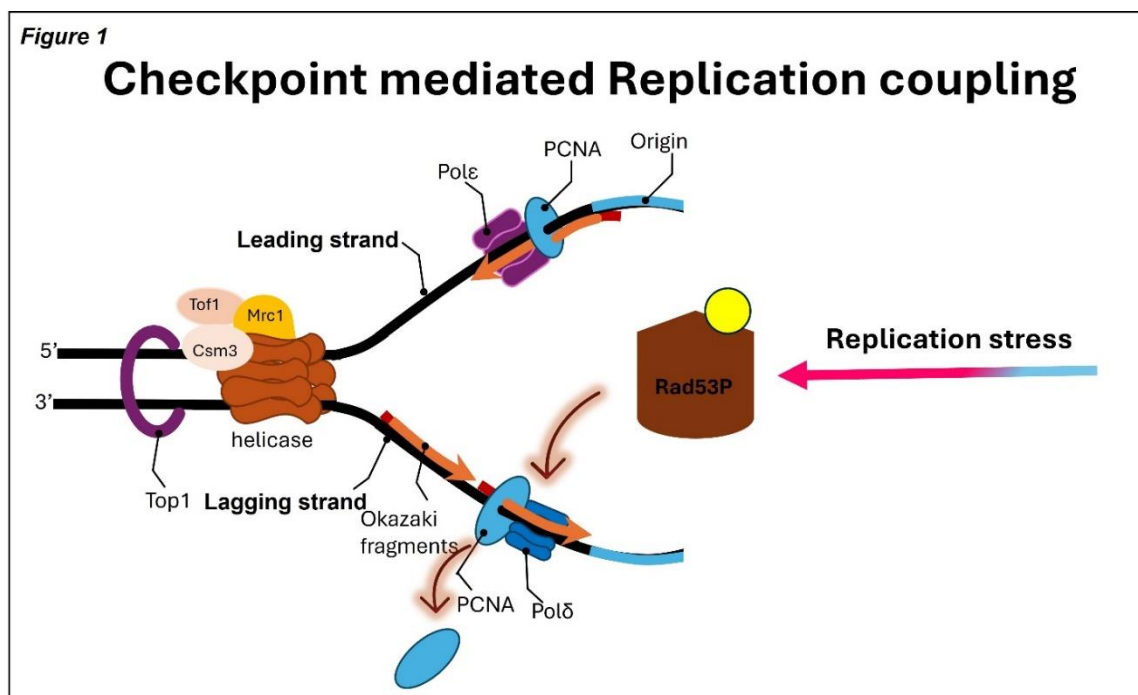 Figure 1
Checkpoint mediated Replication coupling
PCNA
Origin
Polε
Leading strand
Tof1
Mrc1
Csm3
5’
3’
helicase
Top1
Lagging strand
Okazaki
fragments
PCNA
Polδ
Rad53P
Replication stress